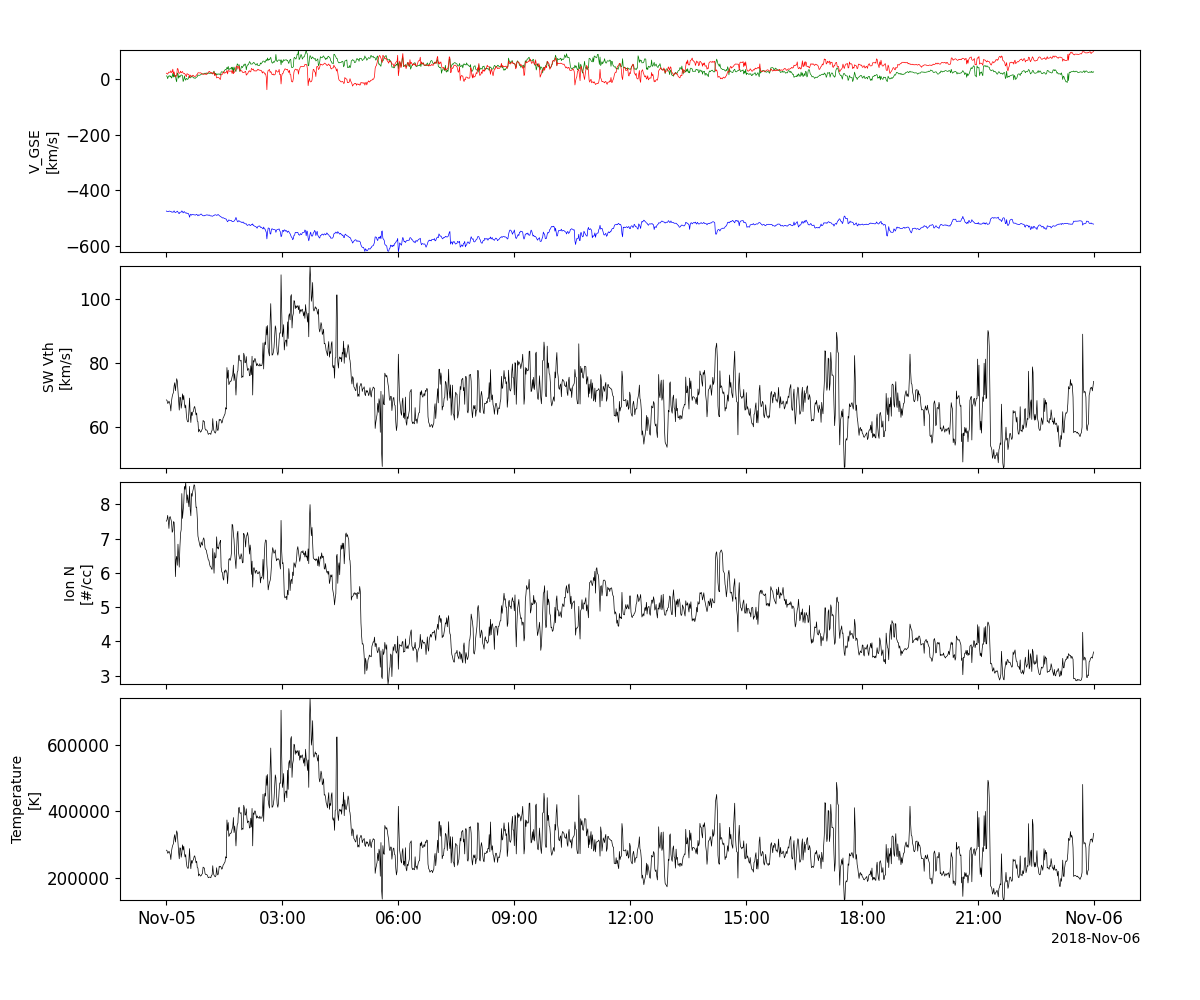 0
−200
−400
−600
V_GSE
[km/s]
100
80
60
SW Vth
[km/s]
8
7
6
5
4
3
Ion N
[#/cc]
600000
400000
200000
Temperature
[K]
Nov-05 03:00 06:00 09:00 12:00 15:00 18:00 21:00 Nov-06
2018-Nov-06